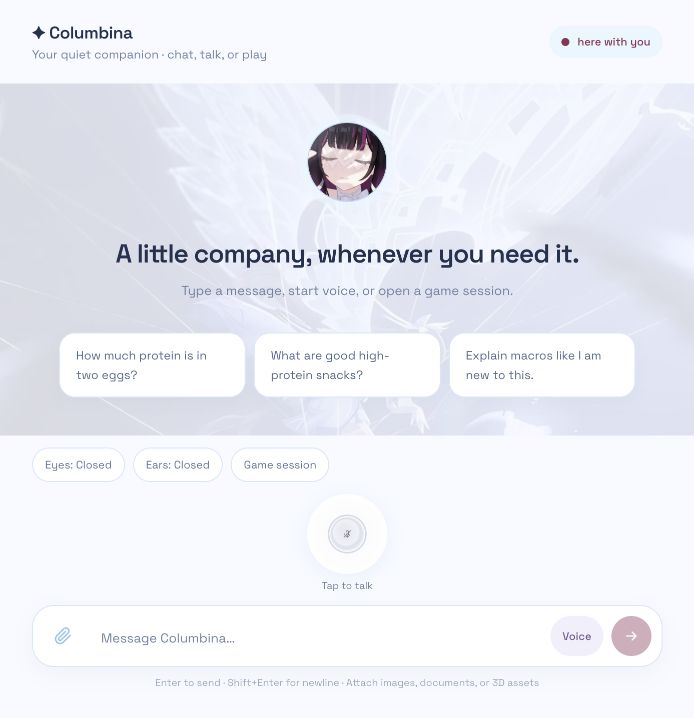 ✦ Columbina
Your quiet companion · chat, talk, or play
here with you
A little company, whenever you need it.
Type a message, start voice, or open a game session.
How much protein is in
two eggs?
What are good high-
protein snacks?
Explain macros like I am
new to this.
Eyes: Closed
Ears: Closed
Game session
Tap to talk
Message Columbina...
Voice
Enter to send · Shift+Enter for newline · Attach images, documents, or 3D assets